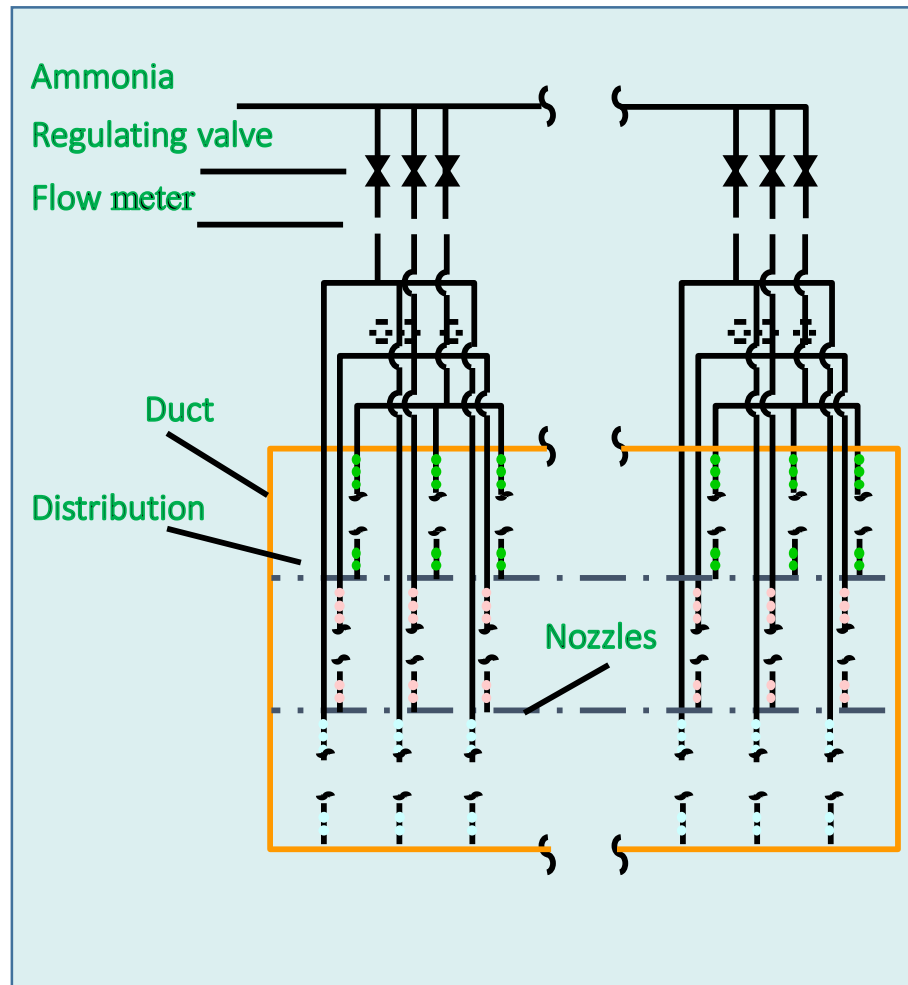 Ammonia
Regulating valve
Flow meter
Duct
Distribution
Nozzles